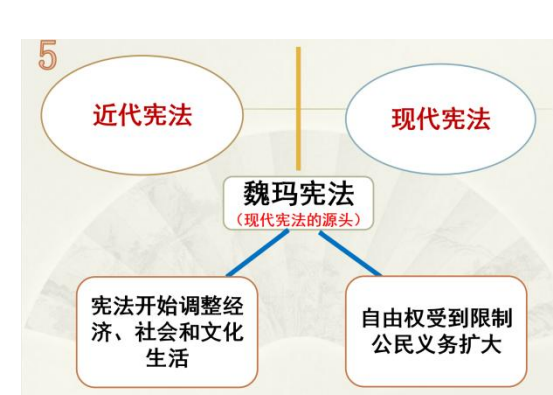 5
近代宪法
现代宪法
魏玛宪法
（现代宪法的源头）
宪法开始调整经
济、社会和文化
生活
自由权受到限制
公民义务扩大